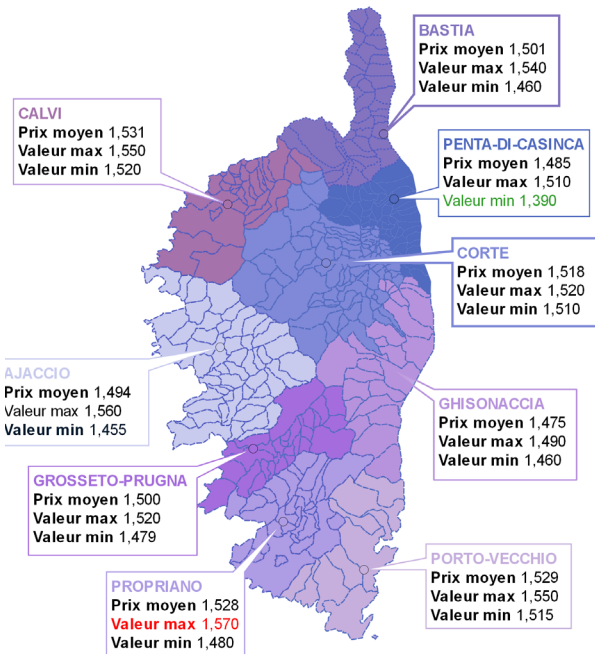 BASTIA
Prix moyen 1,501
Valeur max 1,540
Valeur min 1,460
CALVI
Prix moyen 1,531
Valeur max 1,550
Valeur min 1,520
PENTA-DI-CASINCA
Prix moyen 1,485
Valeur max 1,510
Valeur min 1,390
CORTE
Prix moyen 1,518
Valeur max 1,520
Valeur min 1,510
AJACCIO
Prix moyen 1,494
Valeur max 1,560
Valeur min 1,455
GHISONACCIA
Prix moyen 1,475
Valeur max 1,490
Valeur min 1,460
GROSSETO-PRUGNA
Prix moyen 1,500
Valeur max 1,520
Valeur min 1,479
PORTO-VECCHIO
Prix moyen 1,529
Valeur max 1,550
Valeur min 1,515
PROPRIANO
Prix moyen 1,528
Valeur max 1,570
Valeur min 1,480